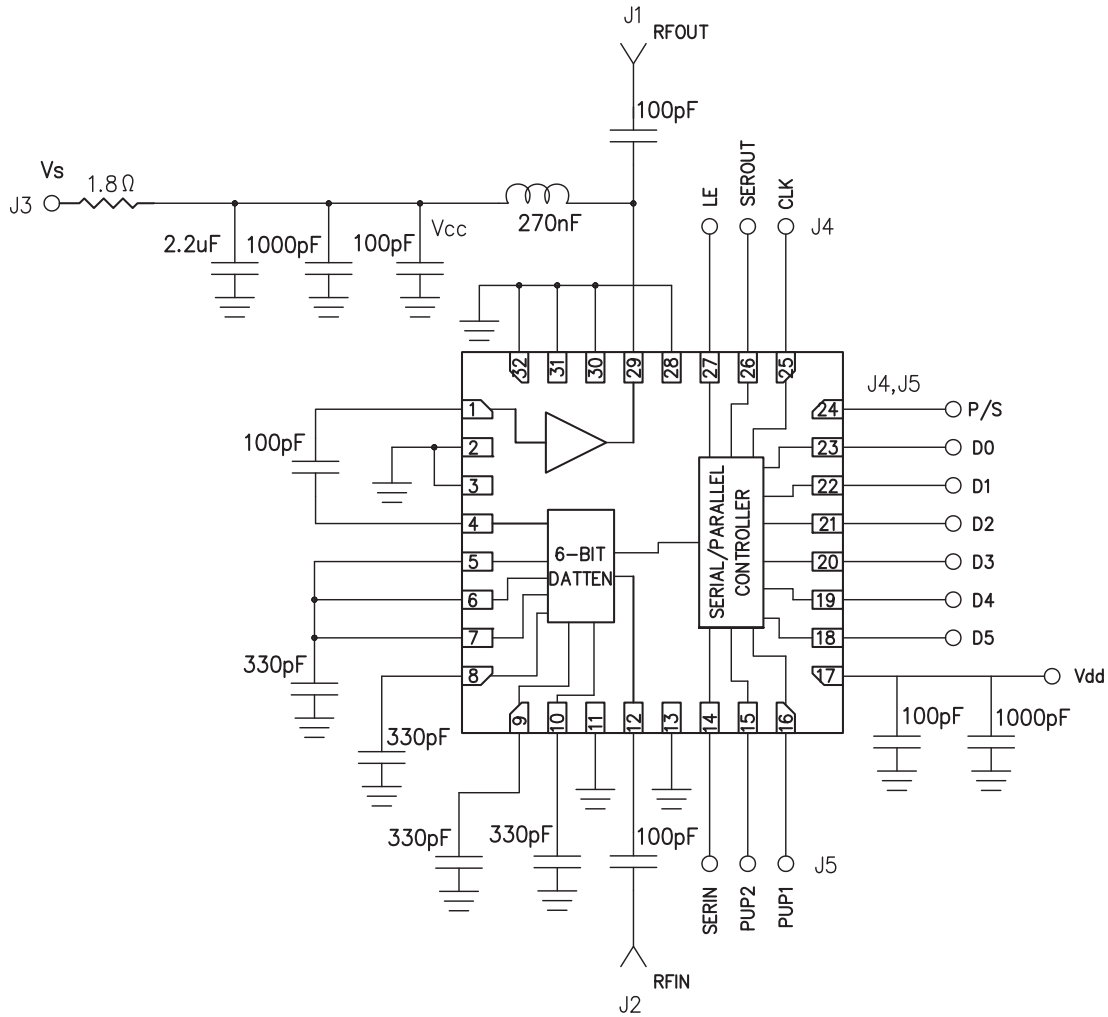 J1
RFOUT
100pF
Vs
J3
1.8Ω
2.2uF
1000pF
100pF
Vcc
270nF
LE
SEROUT
CLK
J4
32
31
30
29
28
27
26
25
J4,J5
1
24
P/S
100pF
2
23
D0
3
22
D1
4
21
D2
5
20
D3
6
19
D4
7
18
D5
8
17
Vdd
6-BIT
DATTEN
SERIAL/PARALLEL
CONTROLLER
330pF
9
10
11
12
13
14
15
16
100pF
1000pF
330pF
330pF
330pF
100pF
SERIN
PUP2
PUP1
J5
RFIN
J2